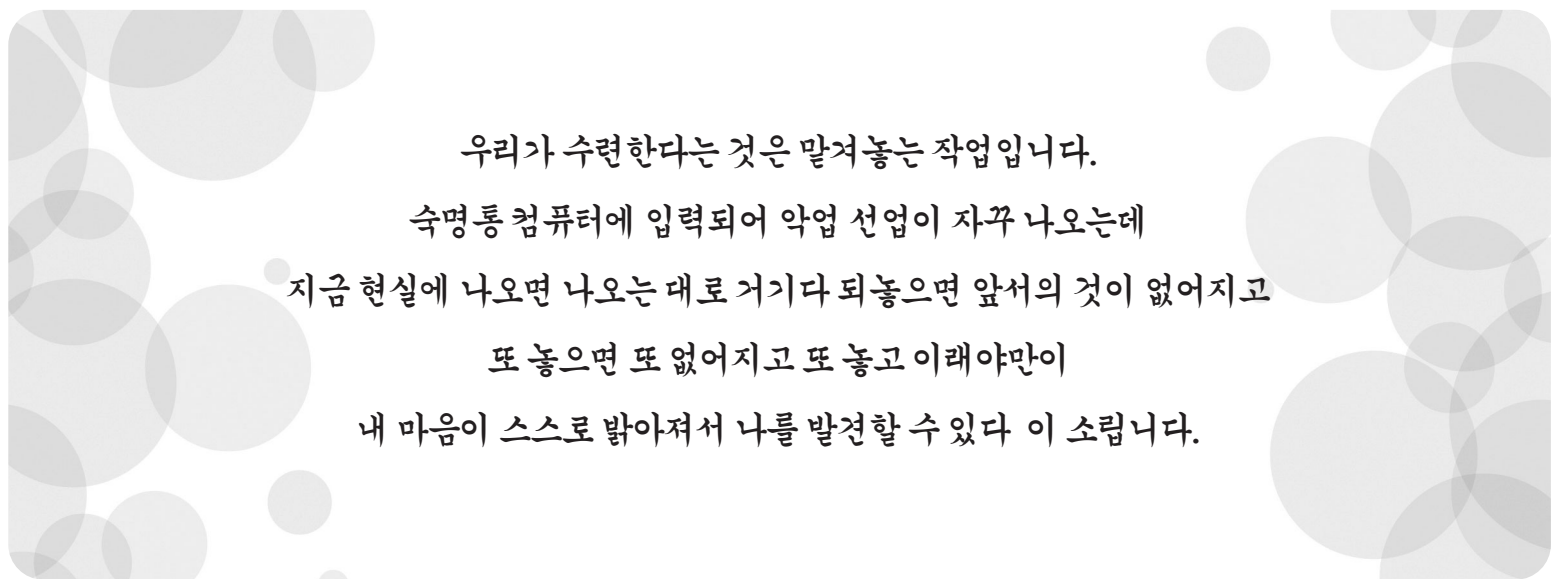 우리가 수련한다는 것은 맡겨놓는 작업입니다.
숙명통 컴퓨터에 입력되어 악업 선업이 자꾸 나오는데
지금 현실에 나오면 나오는 대로 거기다 되놓으면 앞서의 것이 없어지고
또 놓으면 또 없어지고 또 놓고 이래야만이
내 마음이 스스로 밝아져서 나를 발견할 수 있다 이 소립니다.